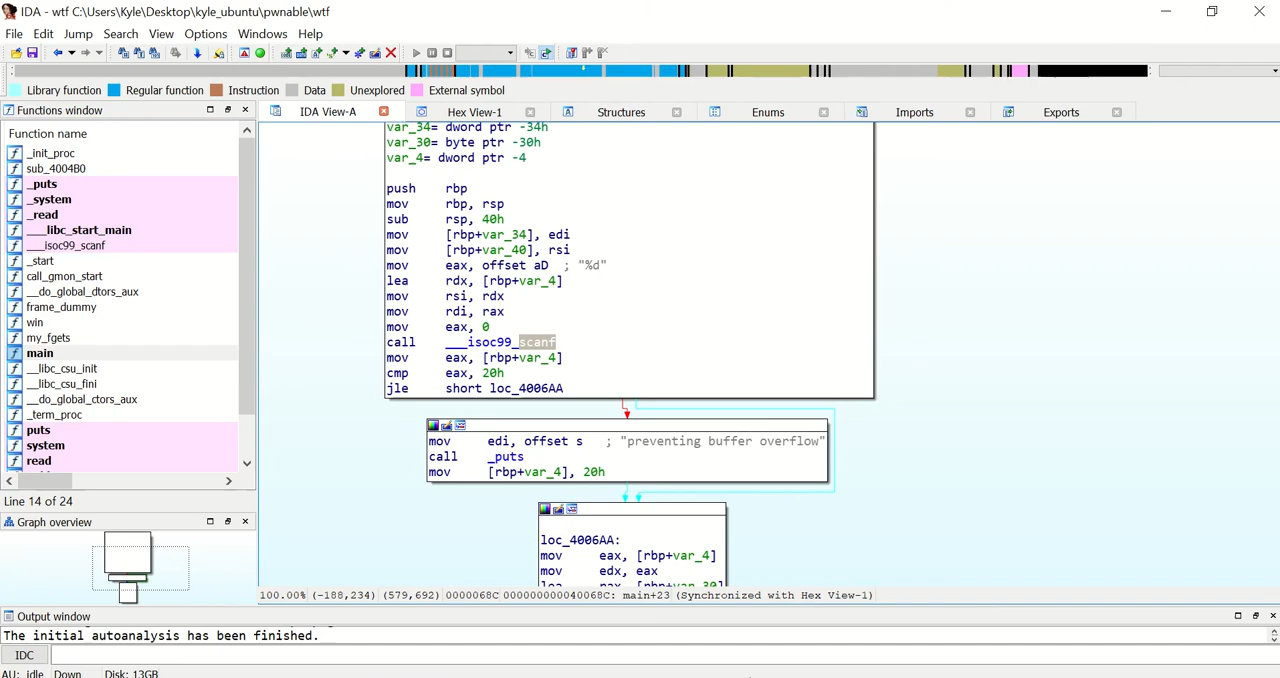 IDA - wtf C:\Users\Kyle\Desktop\kyle_ubuntu\pwnable\wtf
File Edit Jump Search View Options Windows Help
Library function Regular function Instruction Data Unexplored External symbol
Functions window
IDA View-A Hex View-1 Structures Enums Imports Exports
Function name
_init_proc
sub_4004B0
_puts
_system
_read
___libc_start_main
___isoc99_scanf
_start
call_gmon_start
__do_global_dtors_aux
frame_dummy
win
my_fgets
main
__libc_csu_init
__libc_csu_fini
__do_global_ctors_aux
_term_proc
puts
system
read
Line 14 of 24
Graph overview
var_34= dword ptr -34h
var_30= byte ptr -30h
var_4= dword ptr -4
push rbp
mov rbp, rsp
sub rsp, 40h
mov [rbp+var_34], edi
mov [rbp+var_40], rsi
mov eax, offset aD ; "%d"
lea rdx, [rbp+var_4]
mov rsi, rdx
mov rdi, rax
mov eax, 0
call ___isoc99_scanf
mov eax, [rbp+var_4]
cmp eax, 20h
jle short loc_4006AA
mov edi, offset s ; "preventing buffer overflow"
call _puts
mov [rbp+var_4], 20h
loc_4006AA:
mov eax, [rbp+var_4]
mov edx, eax
lea rax, [rbp+var_30]
100.00% (-188,234) (579,692) 0000068C 000000000040068C: main+23 (Synchronized with Hex View-1)
Output window
The initial autoanalysis has been finished.
IDC
AU: idle Down Disk: 13GB